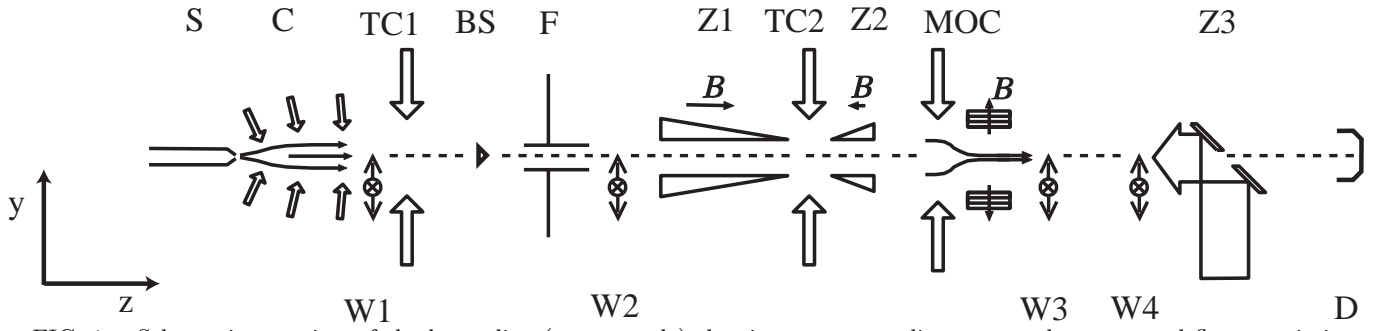 S C TC1 BS F Z1 TC2 Z2 MOC Z3
B B B
y
z
W1 W2 W3 W4 D